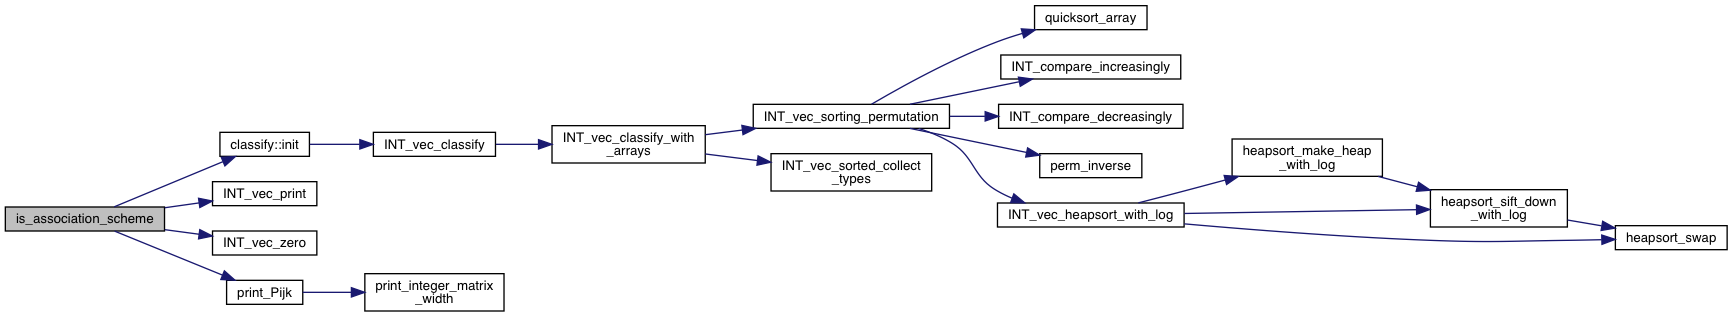 is_association_scheme
classify::init
INT_vec_print
INT_vec_zero
print_Pijk
INT_vec_classify
print_integer_matrix
_width
INT_vec_classify_with
_arrays
INT_vec_sorting_permutation
INT_vec_sorted_collect
_types
quicksort_array
INT_compare_increasingly
INT_compare_decreasingly
perm_inverse
INT_vec_heapsort_with_log
heapsort_make_heap
_with_log
heapsort_sift_down
_with_log
heapsort_swap